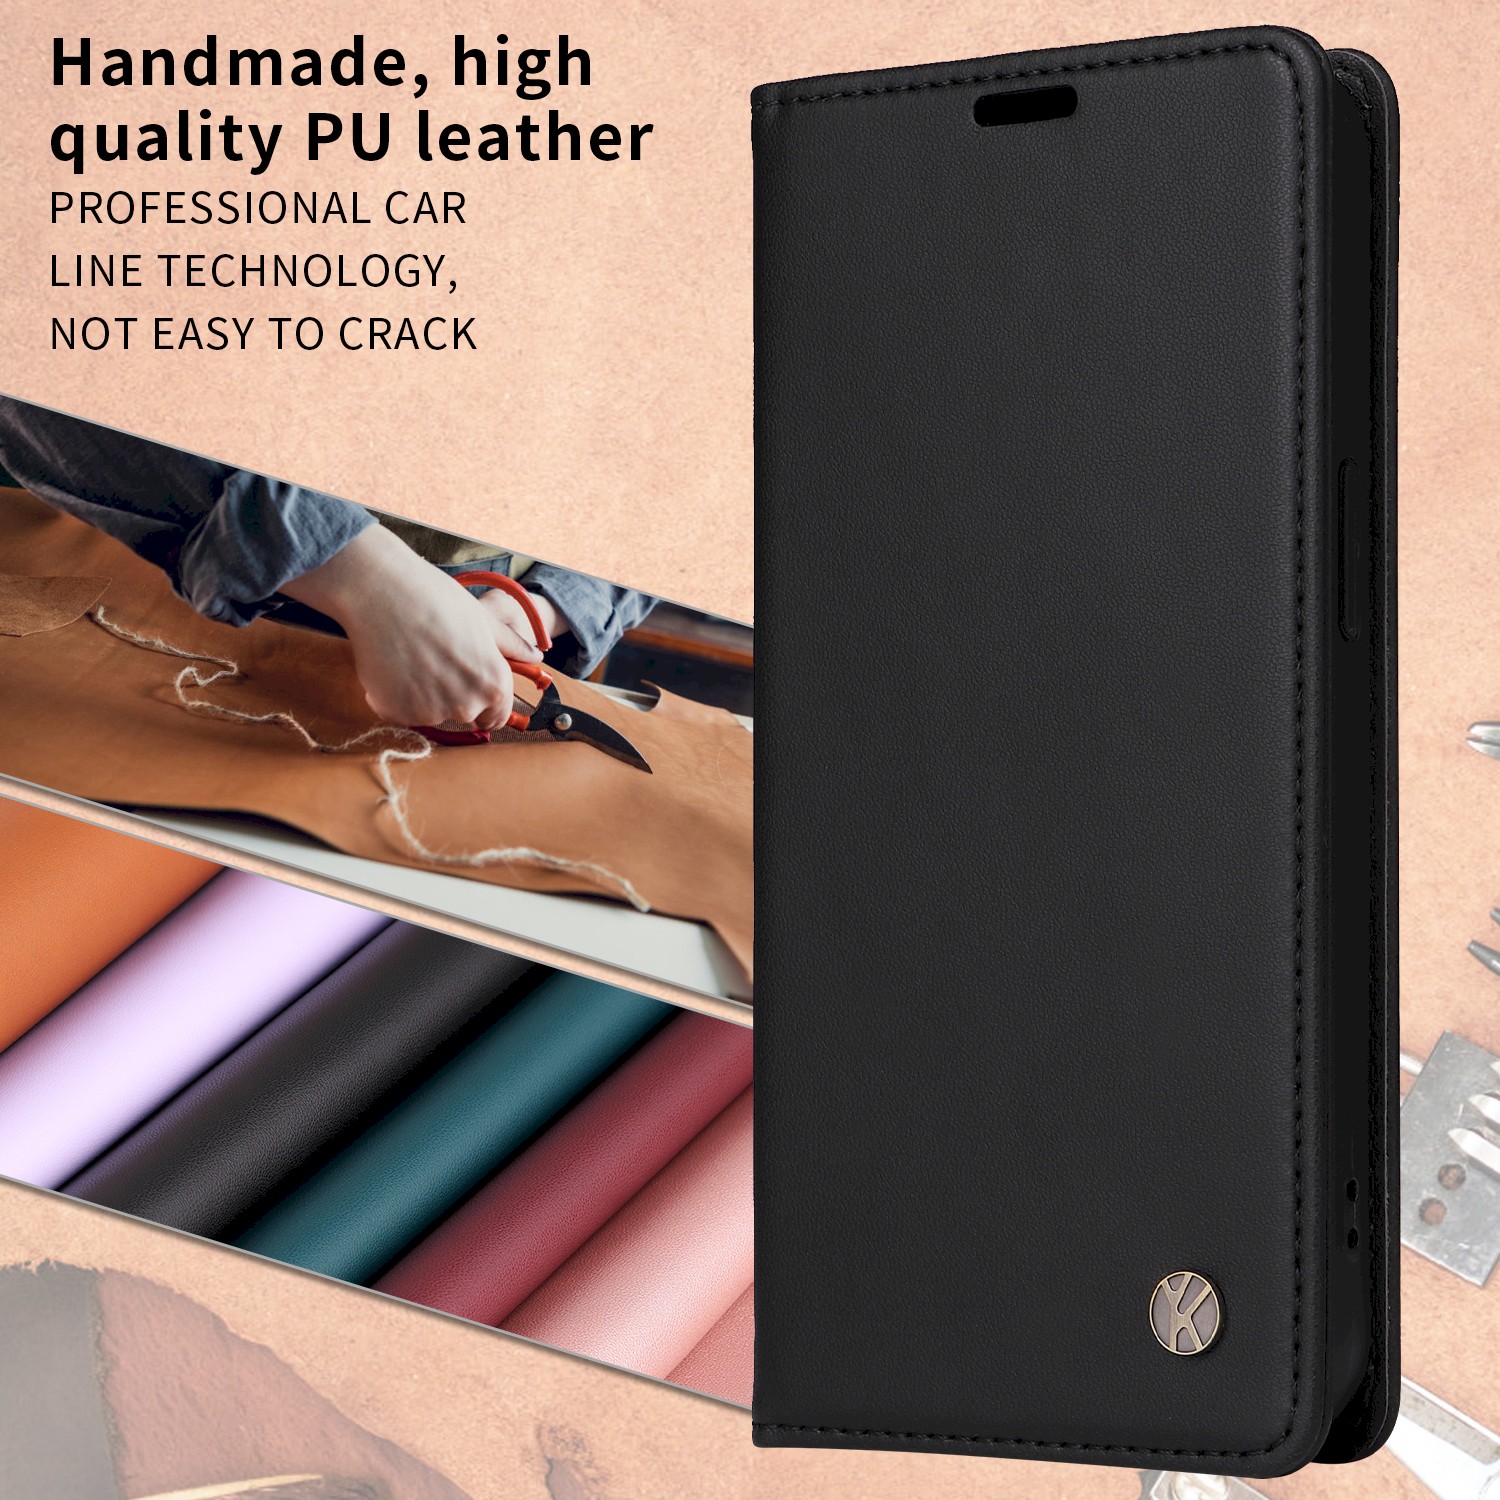 Handmade, high
quality PU leather
PROFESSIONAL CAR
LINE TECHNOLOGY,
NOT EASY TO CRACK